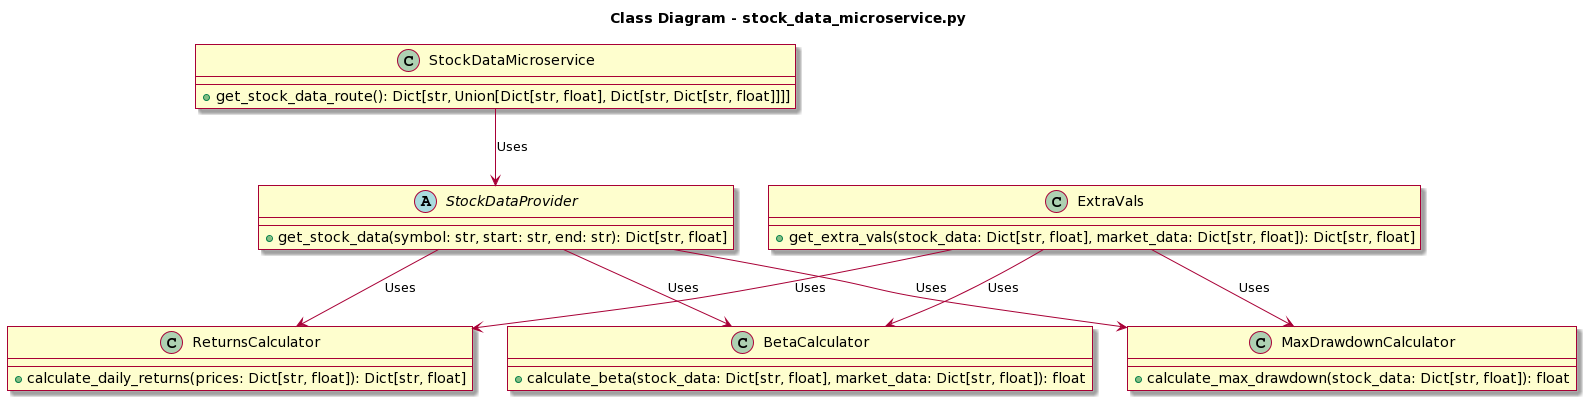 Class Diagram - stock_data_microservice.py
C StockDataMicroservice
get_stock_data_route(): Dict[str, Union[Dict[str, float], Dict[str, Dict[str, float]]]]
Uses
A StockDataProvider
get_stock_data(symbol: str, start: str, end: str): Dict[str, float]
C ExtraVals
get_extra_vals(stock_data: Dict[str, float], market_data: Dict[str, float]): Dict[str, float]
Uses
Uses
Uses
Uses
Uses
Uses
C ReturnsCalculator
calculate_daily_returns(prices: Dict[str, float]): Dict[str, float]
C BetaCalculator
calculate_beta(stock_data: Dict[str, float], market_data: Dict[str, float]): float
C MaxDrawdownCalculator
calculate_max_drawdown(stock_data: Dict[str, float]): float